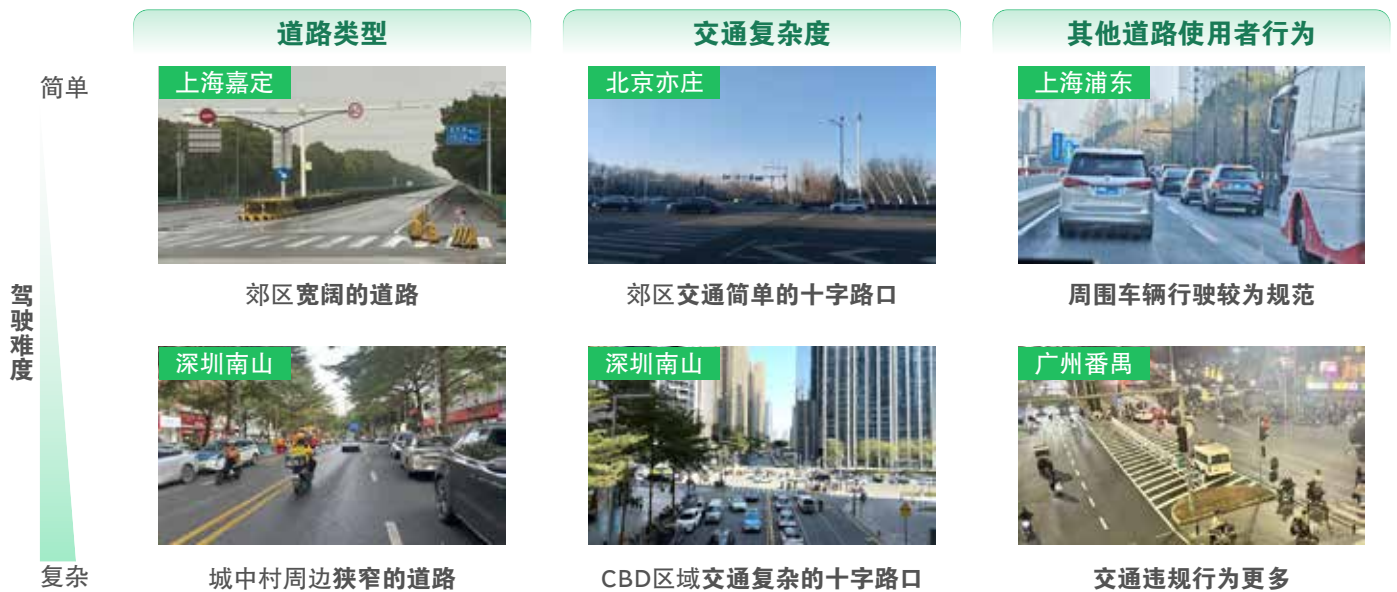 道路类型
交通复杂度
其他道路使用者行为
简单
上海嘉定
北京亦庄
上海浦东
郊区宽阔的道路
郊区交通简单的十字路口
周围车辆行驶较为规范
驾驶难度
深圳南山
深圳南山
广州番禺
复杂
城中村周边狭窄的道路
CBD区域交通复杂的十字路口
交通违规行为更多